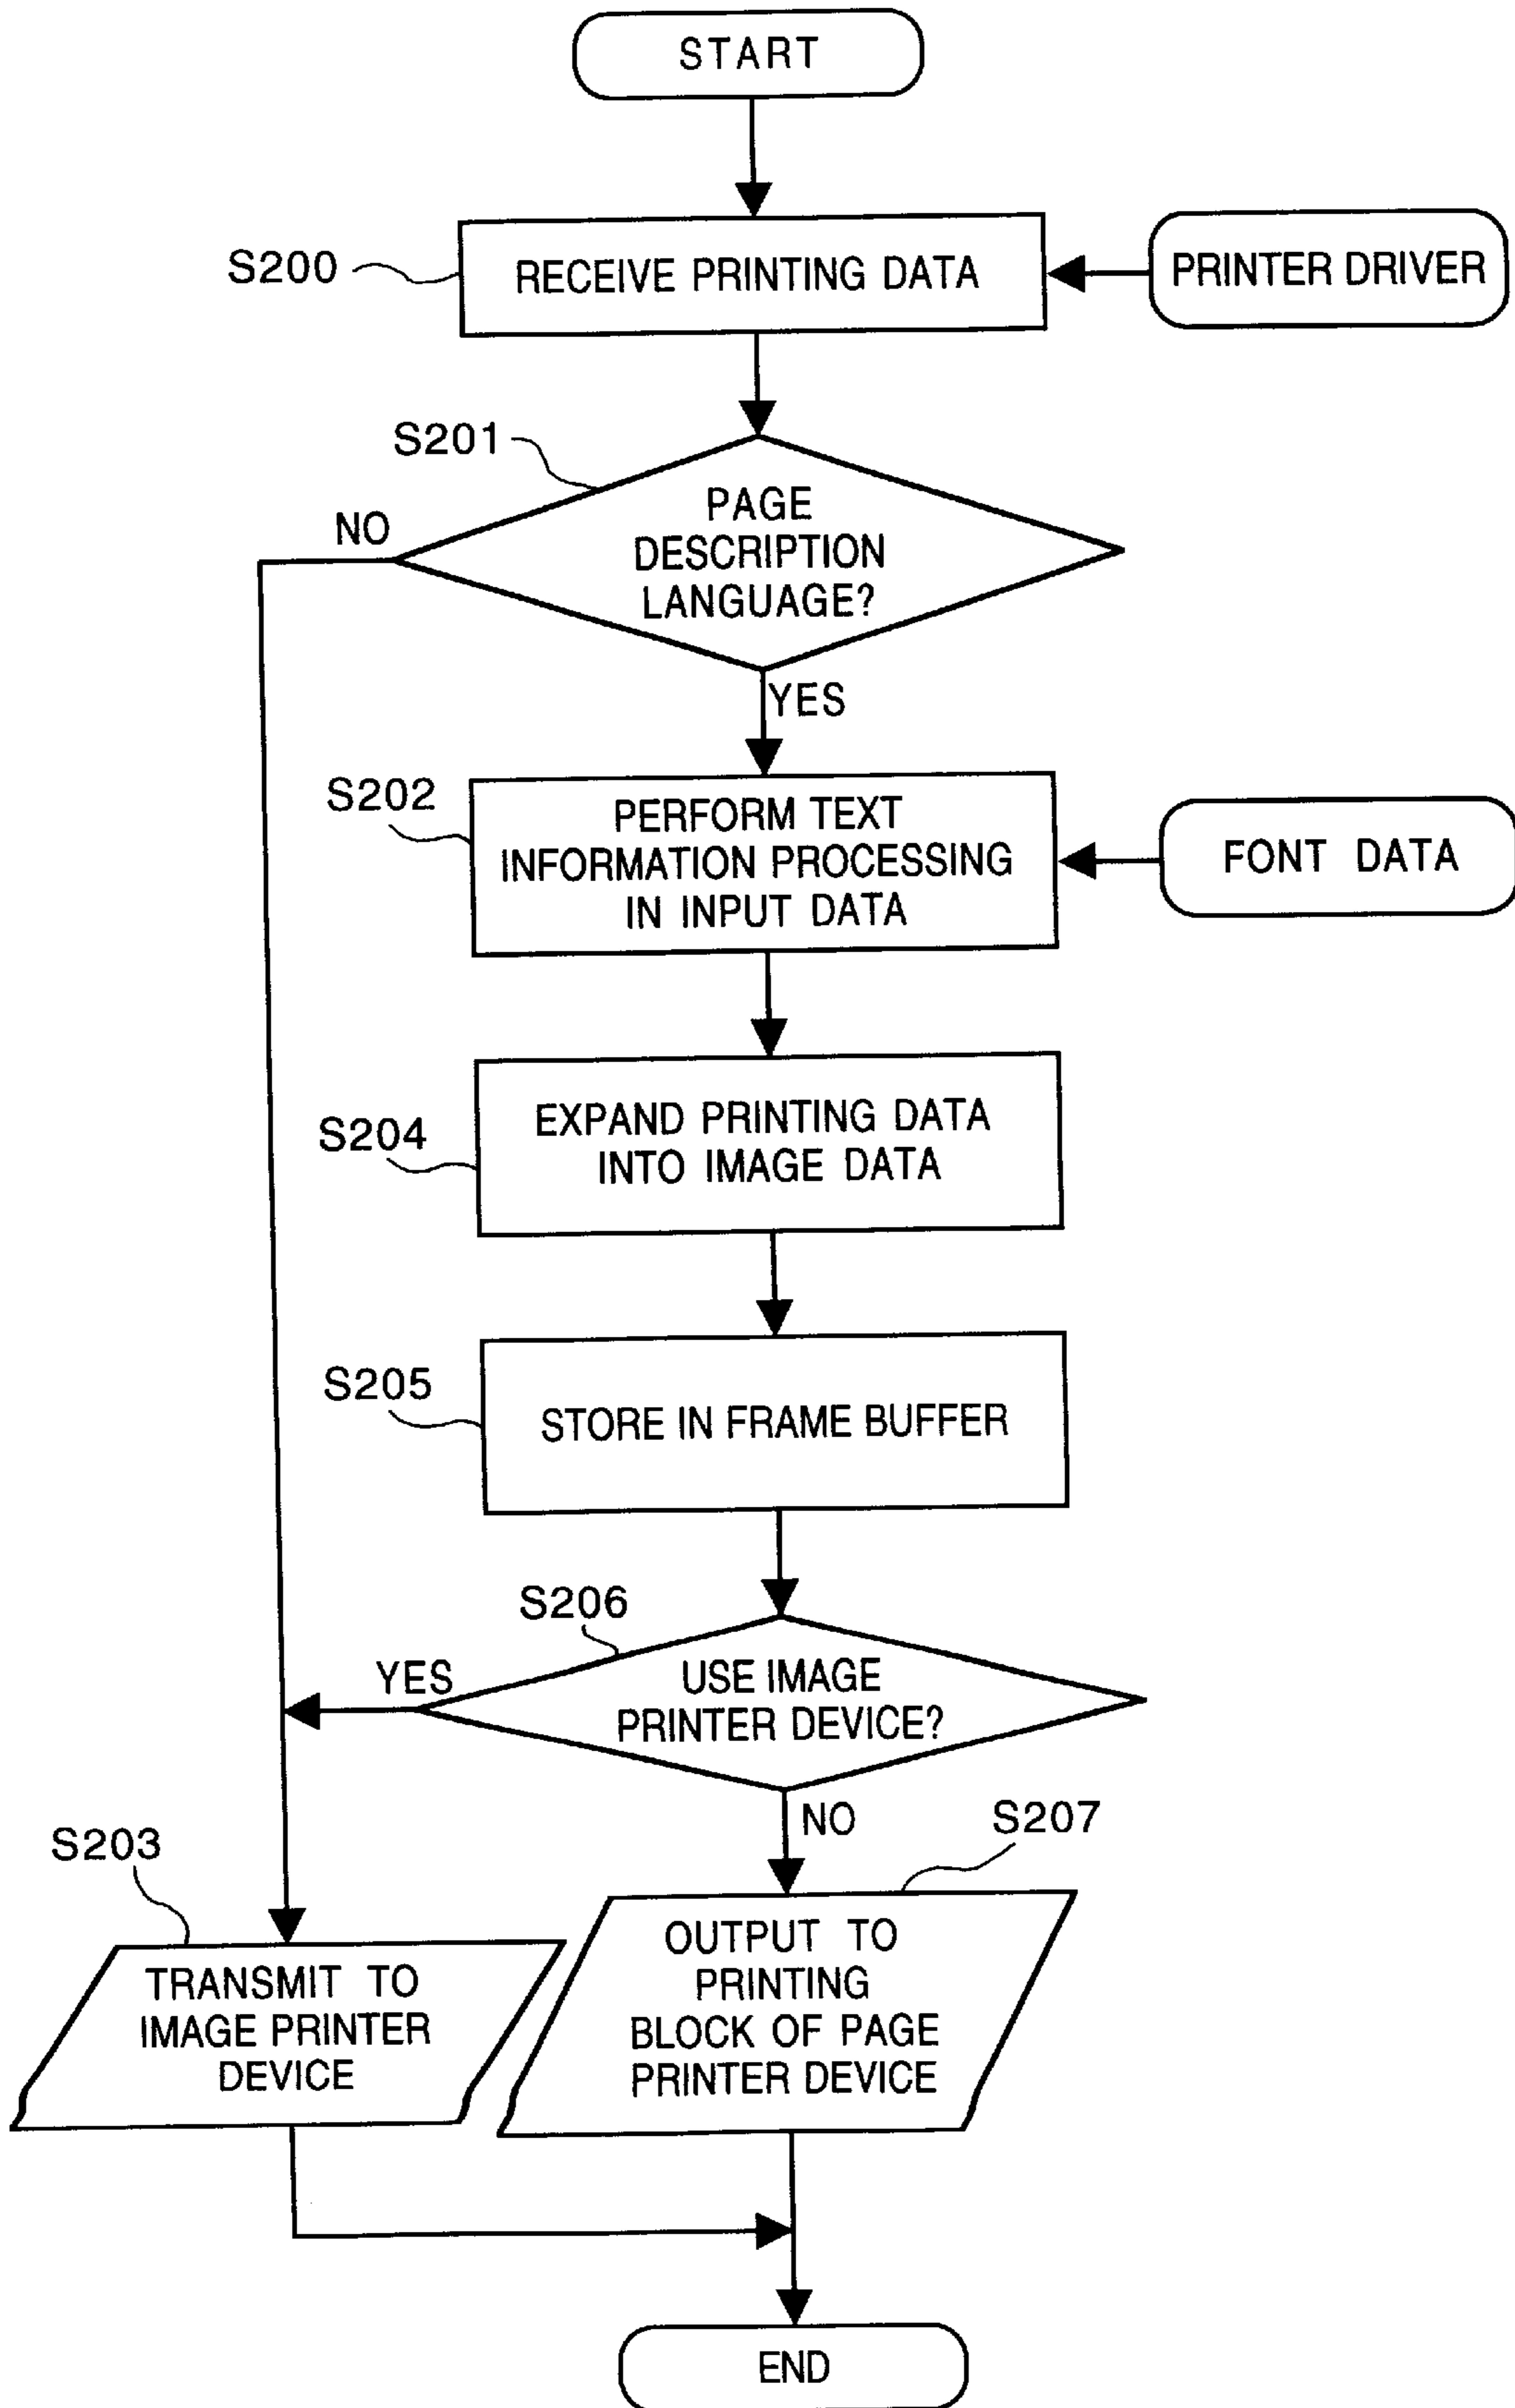 START
S200
RECEIVE PRINTING DATA
PRINTER DRIVER
S201
PAGE
DESCRIPTION
LANGUAGE?
NO
YES
S202
PERFORM TEXT
INFORMATION PROCESSING
IN INPUT DATA
FONT DATA
S204
EXPAND PRINTING DATA
INTO IMAGE DATA
S205
STORE IN FRAME BUFFER
S206
YES
USE IMAGE
PRINTER DEVICE?
NO
S203
TRANSMIT TO
IMAGE PRINTER
DEVICE
S207
OUTPUT TO
PRINTING
BLOCK OF PAGE
PRINTER DEVICE
END